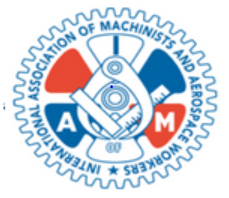 INTERNATIONAL ASSOCIATION OF MACHINISTS AND AEROSPACE WORKERS
A M
OF